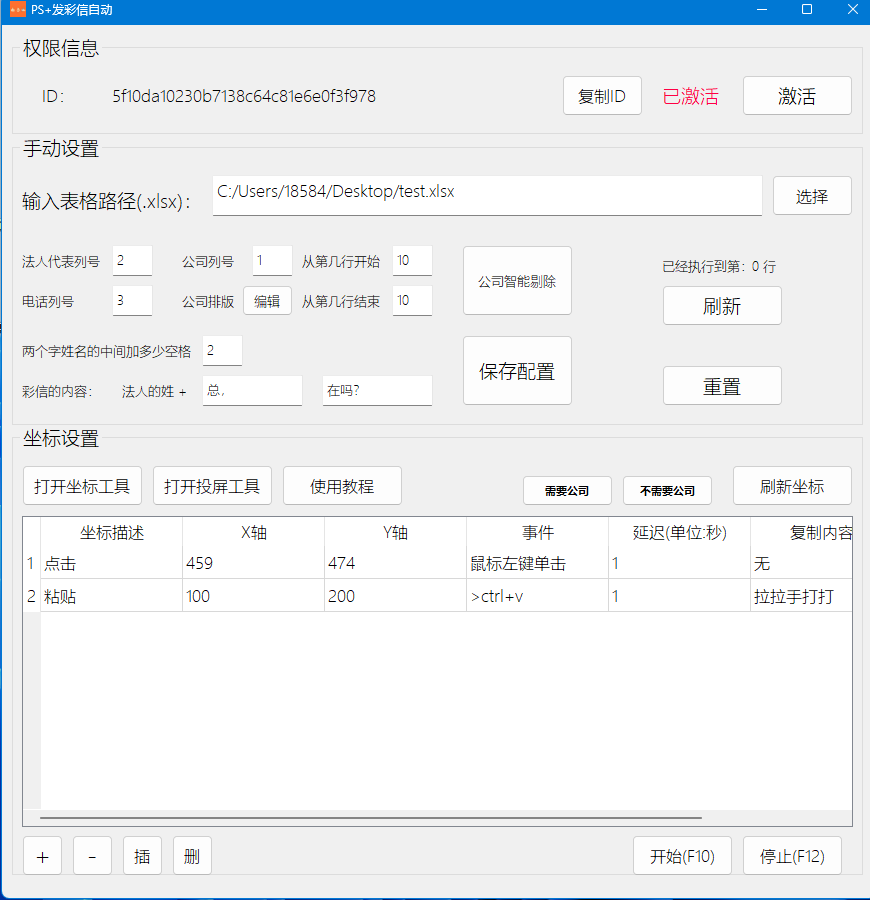 PS+发彩信自动
权限信息
ID： 5f10da10230b7138c64c81e6e0f3f978 复制ID 已激活 激活
手动设置
输入表格路径(.xlsx)： C:/Users/18584/Desktop/test.xlsx 选择
法人代表列号 2 公司列号 1 从第几行开始 10 公司智能剔除 已经执行到第：0 行
电话列号 3 公司排版 编辑 从第几行结束 10 刷新
两个字姓名的中间加多少空格 2 保存配置
彩信的内容： 法人的姓 + 总, 在吗? 重置
坐标设置
打开坐标工具 打开投屏工具 使用教程 需要公司 不需要公司 刷新坐标
坐标描述 X轴 Y轴 事件 延迟(单位:秒) 复制内容
1 点击 459 474 鼠标左键单击 1 无
2 粘贴 100 200 >ctrl+v 1 拉拉手打打
+ - 插 删 开始(F10) 停止(F12)